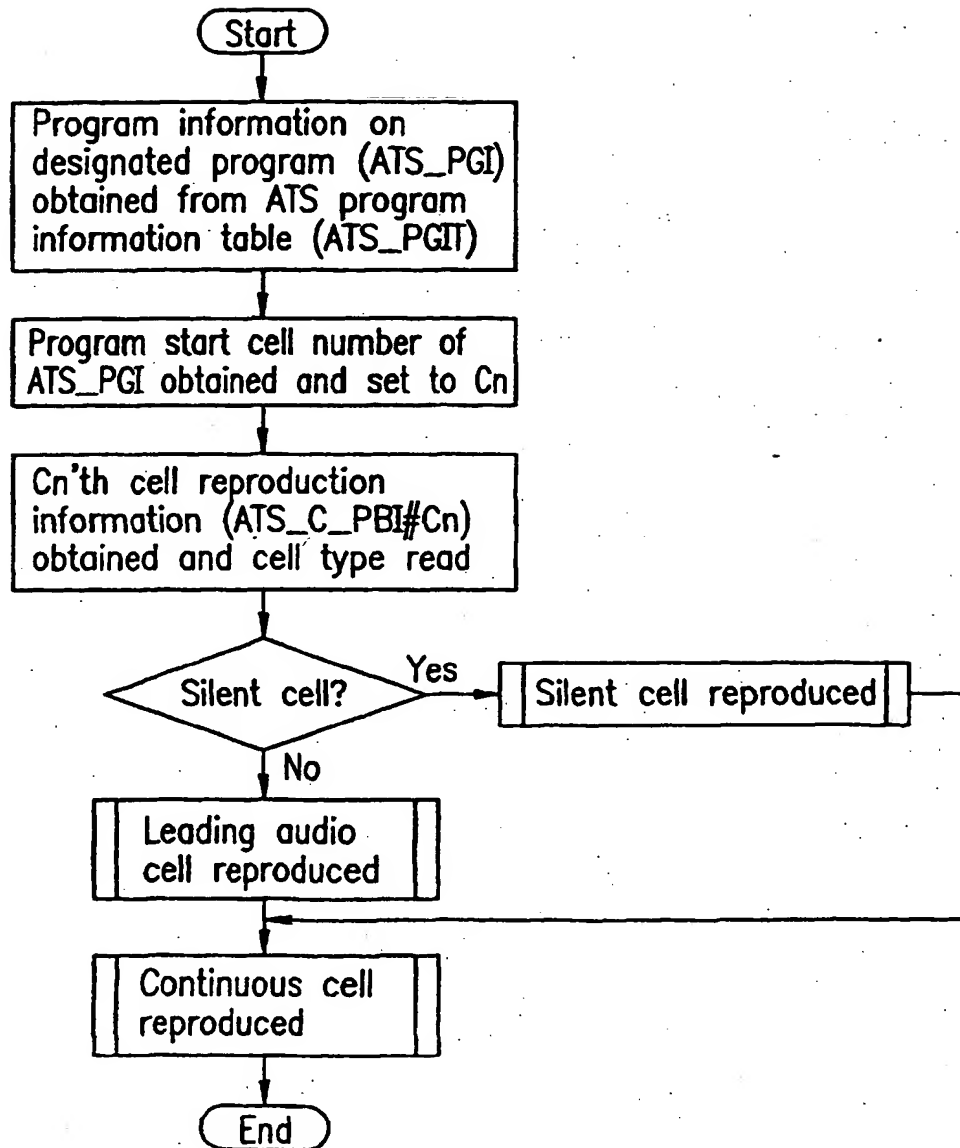 Start
Program information on
designated program (ATS_PGI)
obtained from ATS program
information table (ATS_PGIT)
Program start cell number of
ATS_PGI obtained and set to Cn
Cn'th cell reproduction
information (ATS_C_PBI#Cn)
obtained and cell type read
Silent cell?
Yes
Silent cell reproduced
No
Leading audio
cell reproduced
Continuous cell
reproduced
End